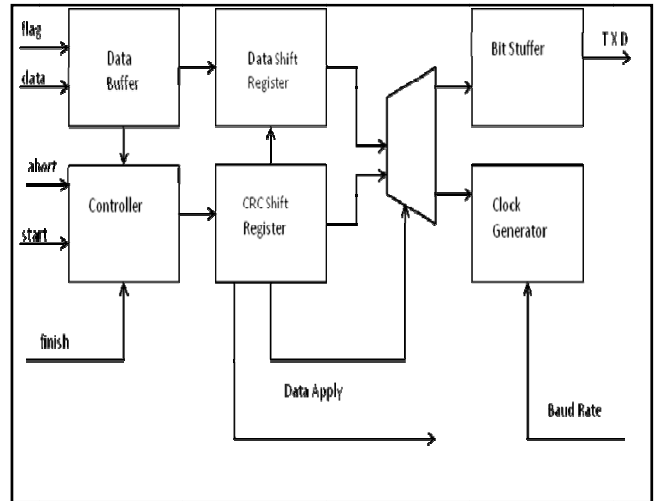 flag
data
abort
start
finish
Data
Buffer
Data Shift
Register
Bit Stuffer
TXD
Controller
CRC Shift
Register
Clock
Generator
Data Apply
Baud Rate